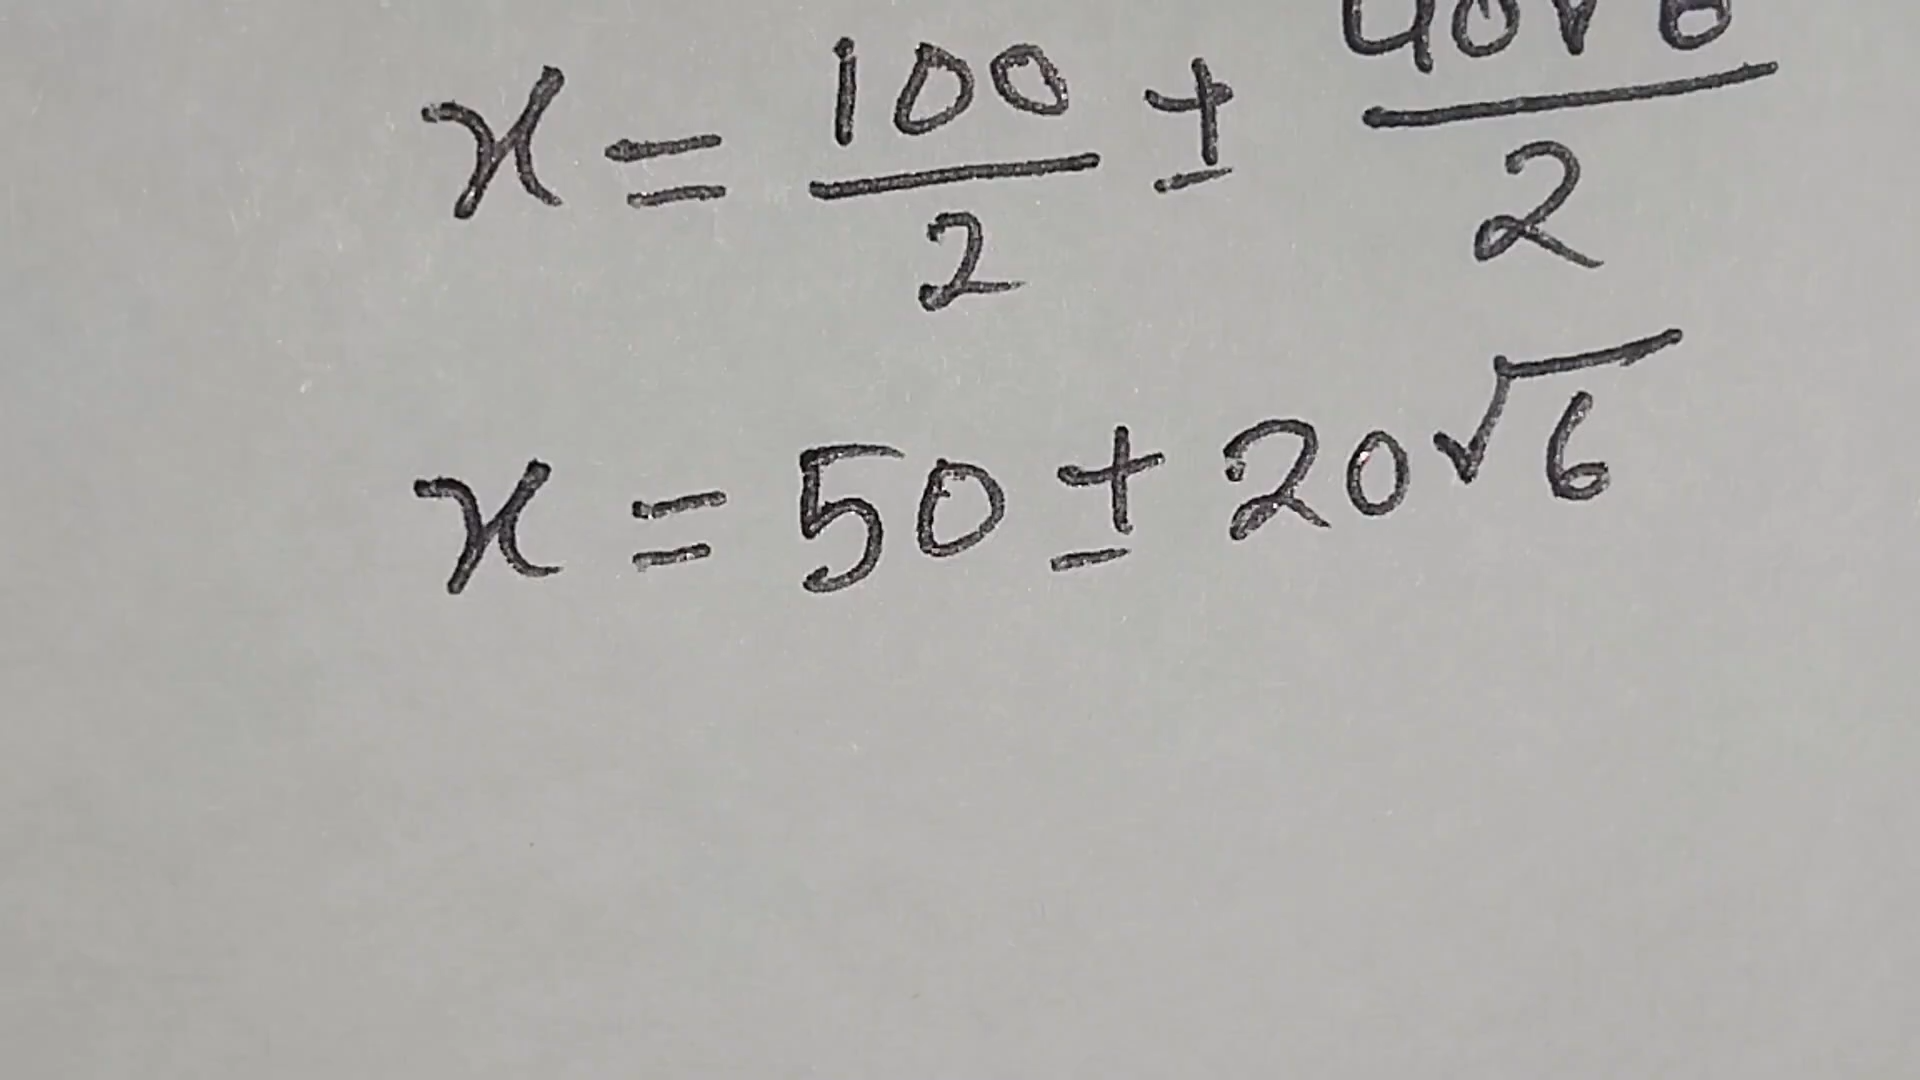 x = 100/2 ± 40√6/2
x = 50 ± 20√6